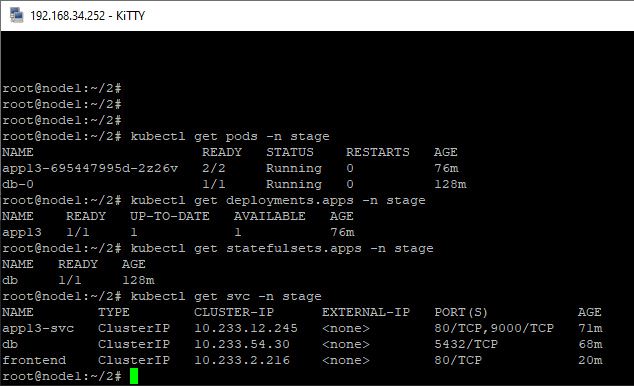 192.168.34.252 - KiTTY
root@node1:~/2#
root@node1:~/2#
root@node1:~/2#
root@node1:~/2# kubectl get pods -n stage
NAME READY STATUS RESTARTS AGE
app13-695447995d-2z26v 2/2 Running 0 76m
db-0 1/1 Running 0 128m
root@node1:~/2# kubectl get deployments.apps -n stage
NAME READY UP-TO-DATE AVAILABLE AGE
app13 1/1 1 1 76m
root@node1:~/2# kubectl get statefulsets.apps -n stage
NAME READY AGE
db 1/1 128m
root@node1:~/2# kubectl get svc -n stage
NAME TYPE CLUSTER-IP EXTERNAL-IP PORT(S) AGE
app13-svc ClusterIP 10.233.12.245 <none> 80/TCP,9000/TCP 71m
db ClusterIP 10.233.54.30 <none> 5432/TCP 68m
frontend ClusterIP 10.233.2.216 <none> 80/TCP 20m
root@node1:~/2#